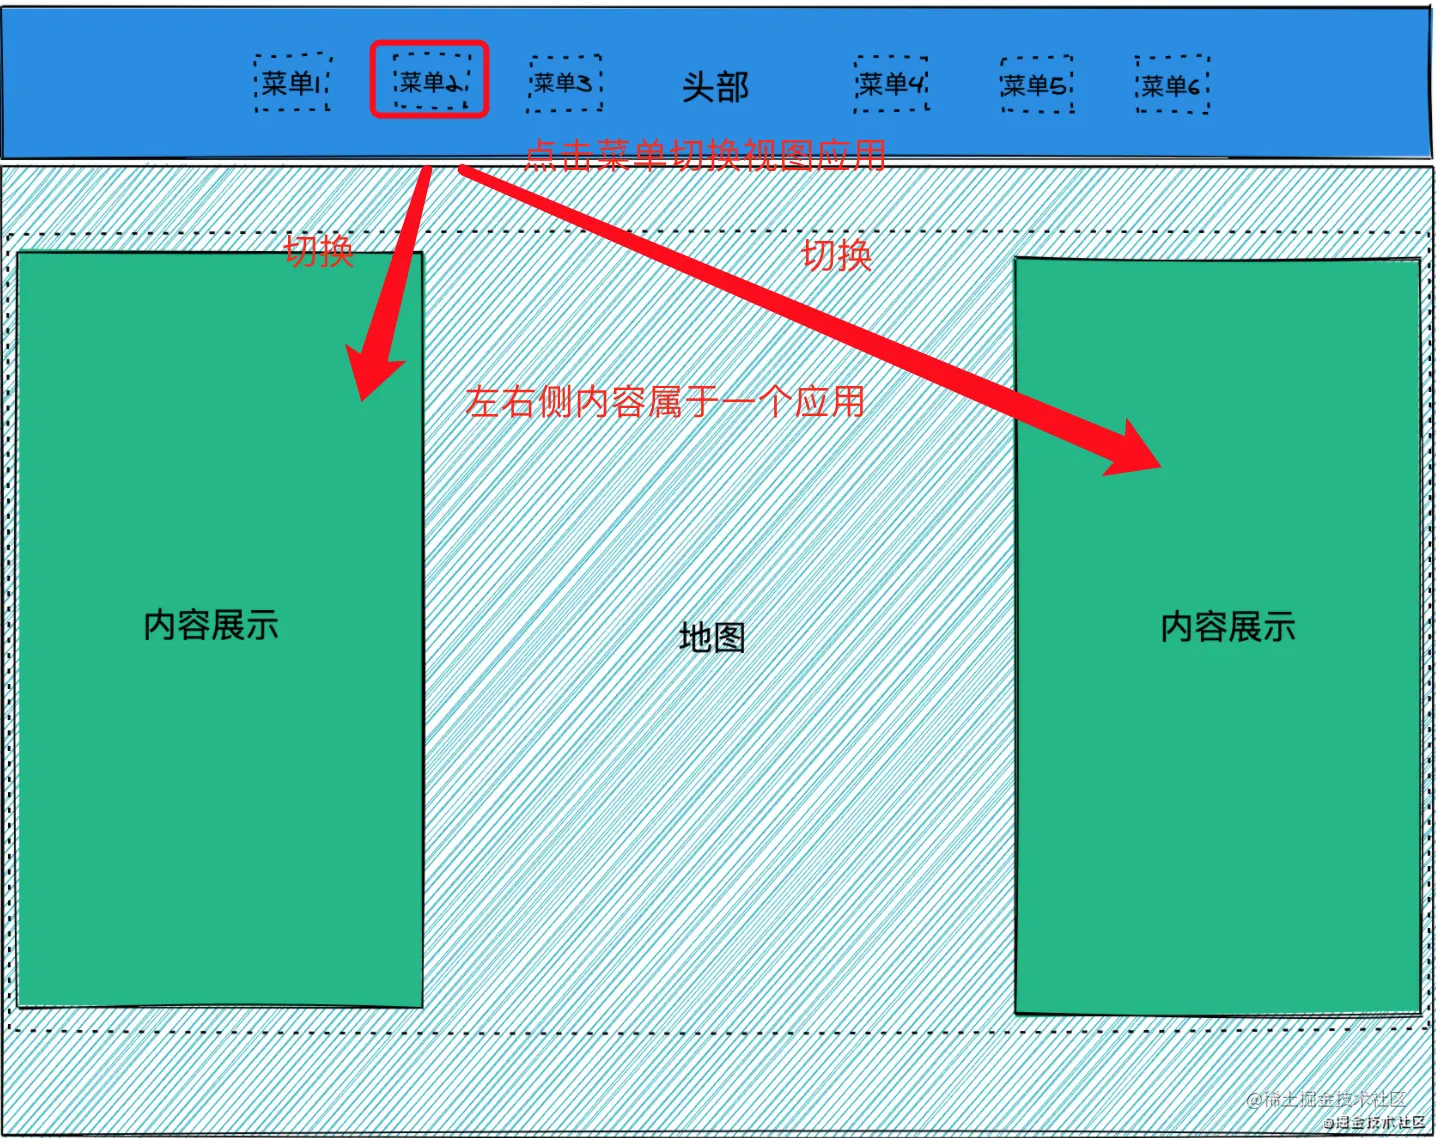 菜单1 菜单2 菜单3 头部 菜单4 菜单5 菜单6
点击菜单切换视图应用
切换 切换
左右侧内容属于一个应用
内容展示 地图 内容展示
@稀土掘金技术社区
@掘金技术社区